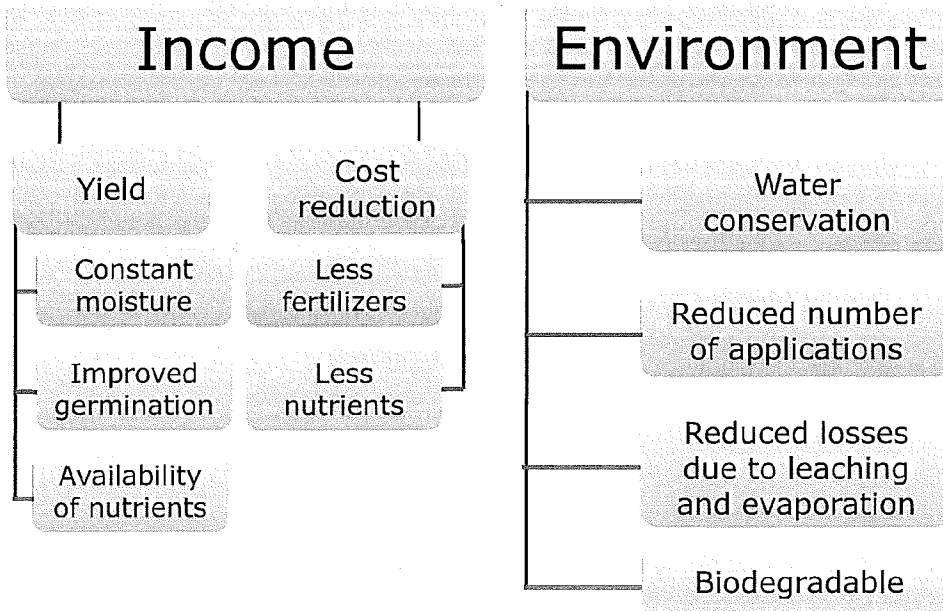 Income
Yield
Constant
moisture
Improved
germination
Availability
of nutrients
Cost
reduction
Less
fertilizers
Less
nutrients
Environment
Water
conservation
Reduced number
of applications
Reduced losses
due to leaching
and evaporation
Biodegradable